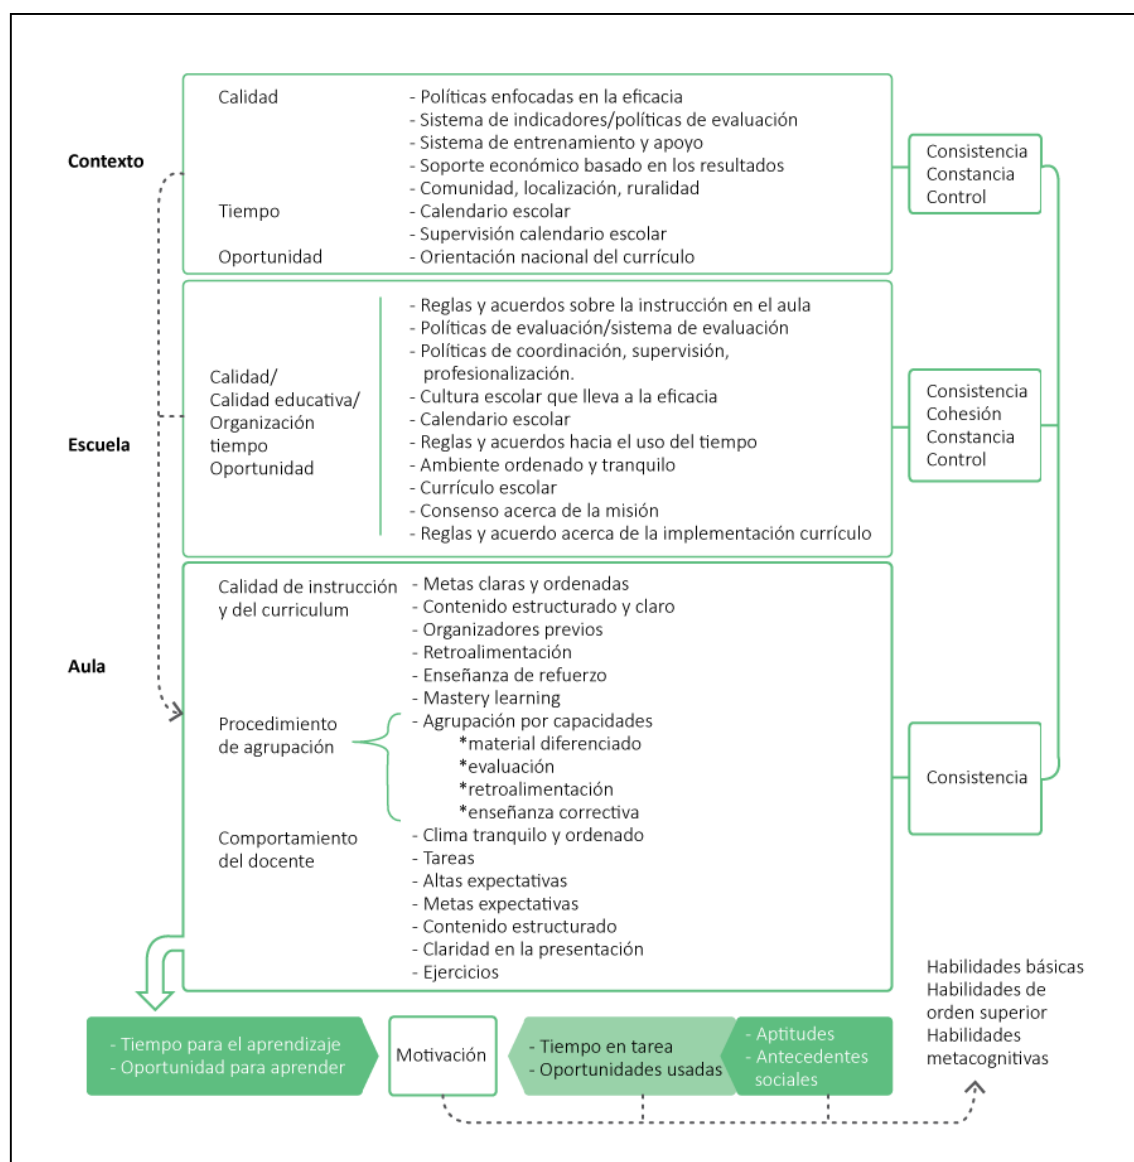 Contexto
Calidad
- Políticas enfocadas en la eficacia
- Sistema de indicadores/políticas de evaluación
- Sistema de entrenamiento y apoyo
- Soporte económico basado en los resultados
- Comunidad, localización, ruralidad
Tiempo
- Calendario escolar
- Supervisión calendario escolar
Oportunidad
- Orientación nacional del currículo
Consistencia
Constancia
Control
Escuela
Calidad/
Calidad educativa/
Organización
tiempo
Oportunidad
- Reglas y acuerdos sobre la instrucción en el aula
- Políticas de evaluación/sistema de evaluación
- Políticas de coordinación, supervisión,
profesionalización.
- Cultura escolar que lleva a la eficacia
- Calendario escolar
- Reglas y acuerdos hacia el uso del tiempo
- Ambiente ordenado y tranquilo
- Currículo escolar
- Consenso acerca de la misión
- Reglas y acuerdo acerca de la implementación currículo
Consistencia
Cohesión
Constancia
Control
Aula
Calidad de instrucción
y del curriculum
- Metas claras y ordenadas
- Contenido estructurado y claro
- Organizadores previos
- Retroalimentación
- Enseñanza de refuerzo
- Mastery learning
Procedimiento
de agrupación
- Agrupación por capacidades
*material diferenciado
*evaluación
*retroalimentación
*enseñanza correctiva
Comportamiento
del docente
- Clima tranquilo y ordenado
- Tareas
- Altas expectativas
- Metas expectativas
- Contenido estructurado
- Claridad en la presentación
- Ejercicios
Consistencia
- Tiempo para el aprendizaje
- Oportunidad para aprender
Motivación
- Tiempo en tarea
- Oportunidades usadas
- Aptitudes
- Antecedentes
sociales
Habilidades básicas
Habilidades de
orden superior
Habilidades
metacognitivas